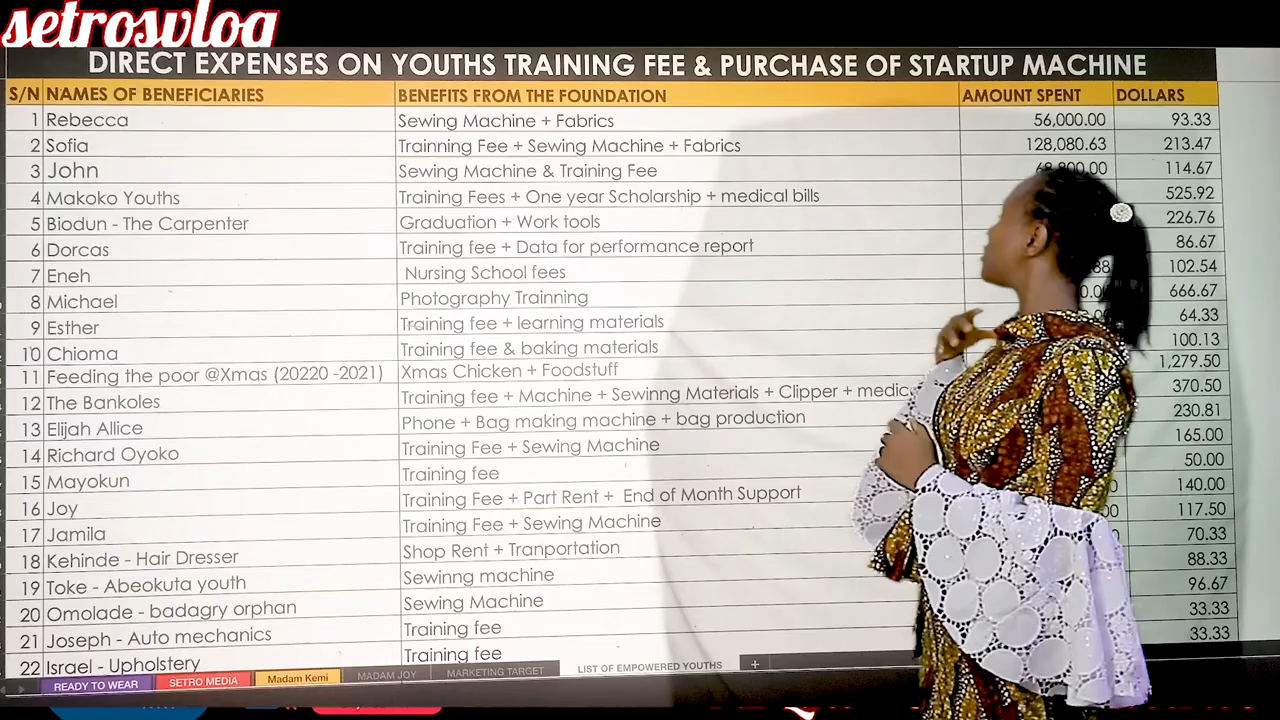 setrosvlog
DIRECT EXPENSES ON YOUTHS TRAINING FEE & PURCHASE OF STARTUP MACHINE
S/N NAMES OF BENEFICIARIES BENEFITS FROM THE FOUNDATION AMOUNT SPENT DOLLARS
1 Rebecca Sewing Machine + Fabrics 56,000.00 93.33
2 Sofia Trainning Fee + Sewing Machine + Fabrics 128,080.63 213.47
3 John Sewing Machine & Training Fee 68,800.00 114.67
4 Makoko Youths Training Fees + One year Scholarship + medical bills 525.92
5 Biodun - The Carpenter Graduation + Work tools 226.76
6 Dorcas Training fee + Data for performance report 86.67
7 Eneh Nursing School fees 102.54
8 Michael Photography Trainning 666.67
9 Esther Training fee + learning materials 64.33
10 Chioma Training fee & baking materials 100.13
11 Feeding the poor @Xmas (20220 -2021) Xmas Chicken + Foodstuff 1,279.50
12 The Bankoles Training fee + Machine + Sewinng Materials + Clipper + 370.50
13 Elijah Allice Phone + Bag making machine + bag production 230.81
14 Richard Oyoko Training Fee + Sewing Machine 165.00
15 Mayokun Training fee 50.00
16 Joy Training Fee + Part Rent + End of Month Support 140.00
17 Jamila Training Fee + Sewing Machine 117.50
18 Kehinde - Hair Dresser Shop Rent + Tranportation 70.33
19 Toke - Abeokuta youth Sewinng machine 88.33
20 Omolade - badagry orphan Sewing Machine 96.67
21 Joseph - Auto mechanics Training fee 33.33
22 Israel - Upholstery Training fee 33.33
READY TO WEAR SETRO MEDIA Madam Kemi MADAM JOY MARKETING TARGET LIST OF EMPOWERED YOUTHS +